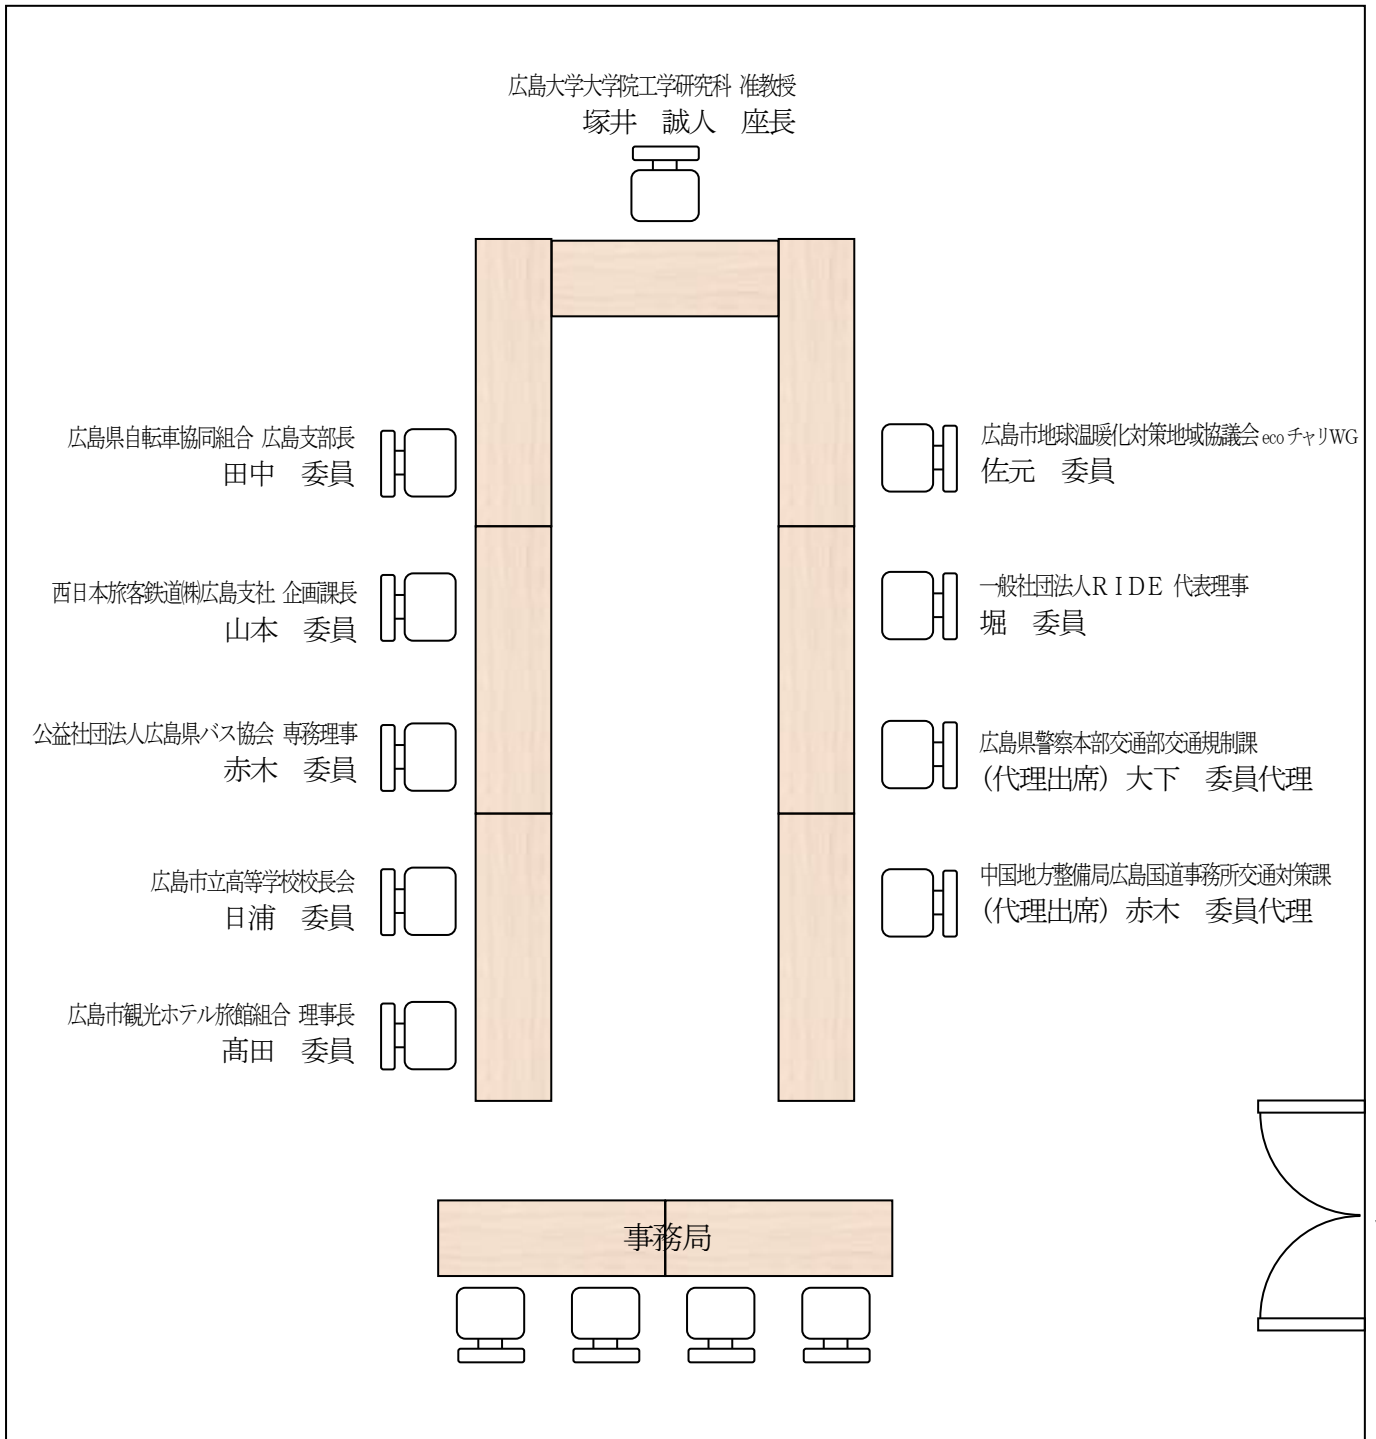 広島大学大学院工学研究科 准教授
塚井　誠人　座長
広島県自転車協同組合 広島支部長
田中　委員
西日本旅客鉄道㈱広島支社 企画課長
山本　委員
公益社団法人広島県バス協会 専務理事
赤木　委員
広島市立高等学校校長会
日浦　委員
広島市観光ホテル旅館組合 理事長
髙田　委員
広島市地球温暖化対策地域協議会 eco チャリWG
佐元　委員
一般社団法人ＲＩＤＥ 代表理事
堀　委員
広島県警察本部交通部交通規制課
（代理出席）大下　委員代理
中国地方整備局広島国道事務所交通対策課
（代理出席）赤木　委員代理
事務局